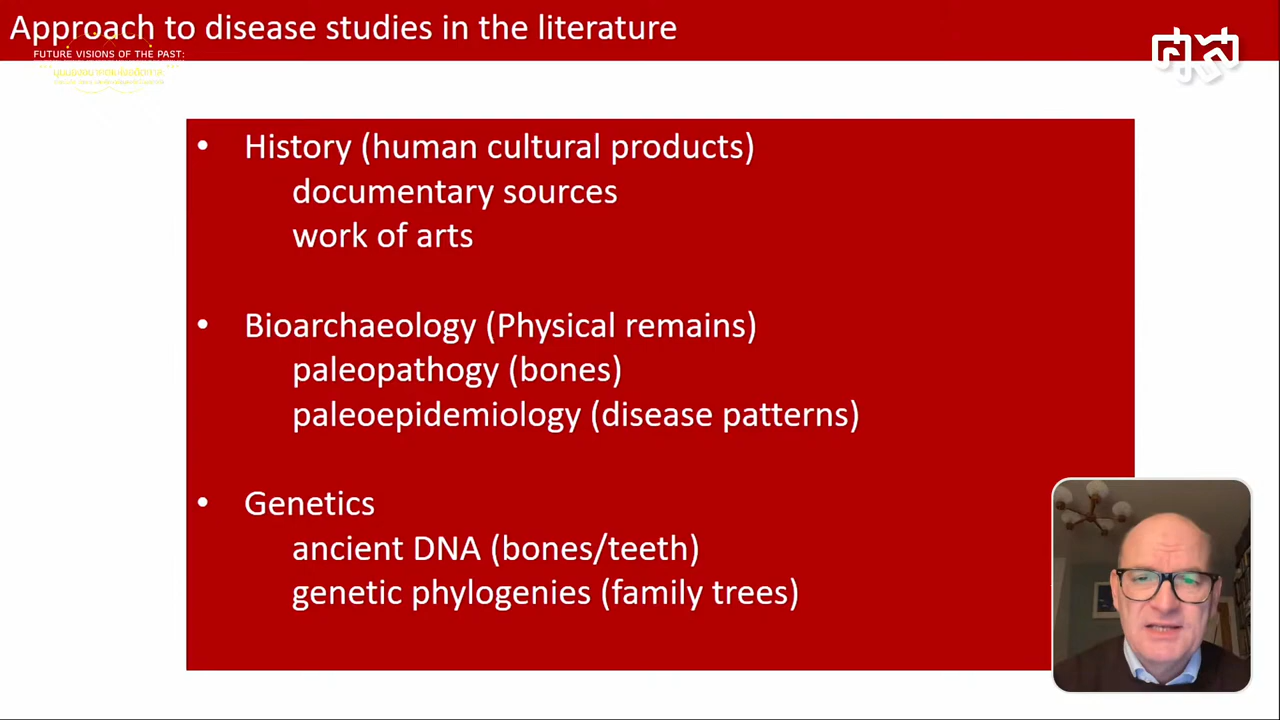 Approach to disease studies in the literature
FUTURE VISIONS OF THE PAST:
• History (human cultural products)
documentary sources
work of arts
• Bioarchaeology (Physical remains)
paleopathogy (bones)
paleoepidemiology (disease patterns)
• Genetics
ancient DNA (bones/teeth)
genetic phylogenies (family trees)